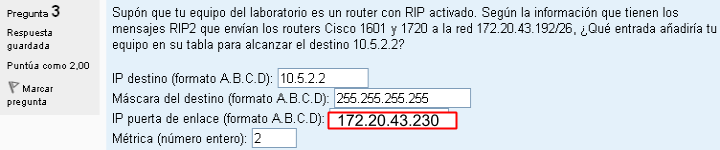 Pregunta 3
Respuesta
guardada
Puntúa como 2,00
Marcar
pregunta
Supón que tu equipo del laboratorio es un router con RIP activado. Según la información que tienen los
mensajes RIP2 que envían los routers Cisco 1601 y 1720 a la red 172.20.43.192/26, ¿Qué entrada añadiría tu
equipo en su tabla para alcanzar el destino 10.5.2.2?
IP destino (formato A.B.C.D): 10.5.2.2
Máscara del destino (formato A.B.C.D): 255.255.255.255
IP puerta de enlace (formato A.B.C.D): 172.20.43.230
Métrica (número entero): 2